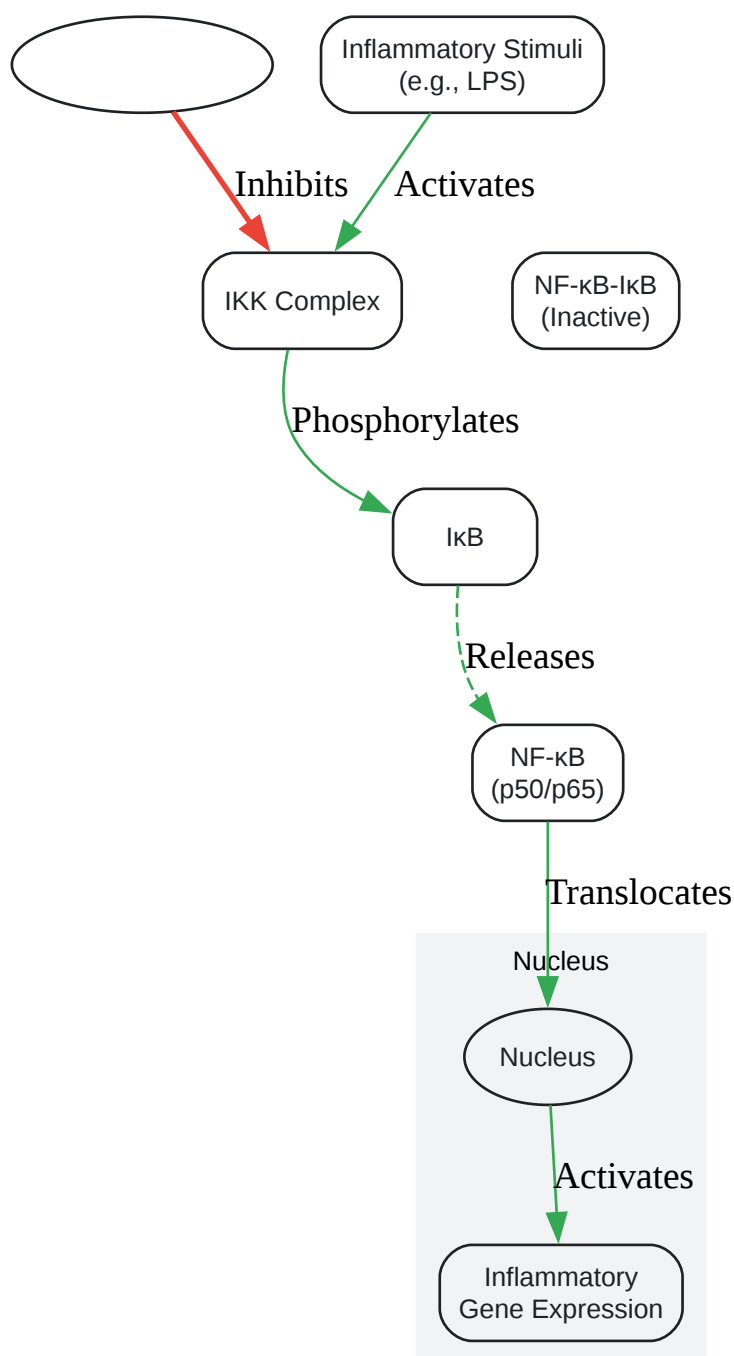 Inflammatory Stimuli
(e.g., LPS)
Inhibits
Activates
IKK Complex
NF-κB-IκB
(Inactive)
Phosphorylates
IκB
Releases
NF-κB
(p50/p65)
Translocates
Nucleus
Nucleus
Activates
Inflammatory
Gene Expression